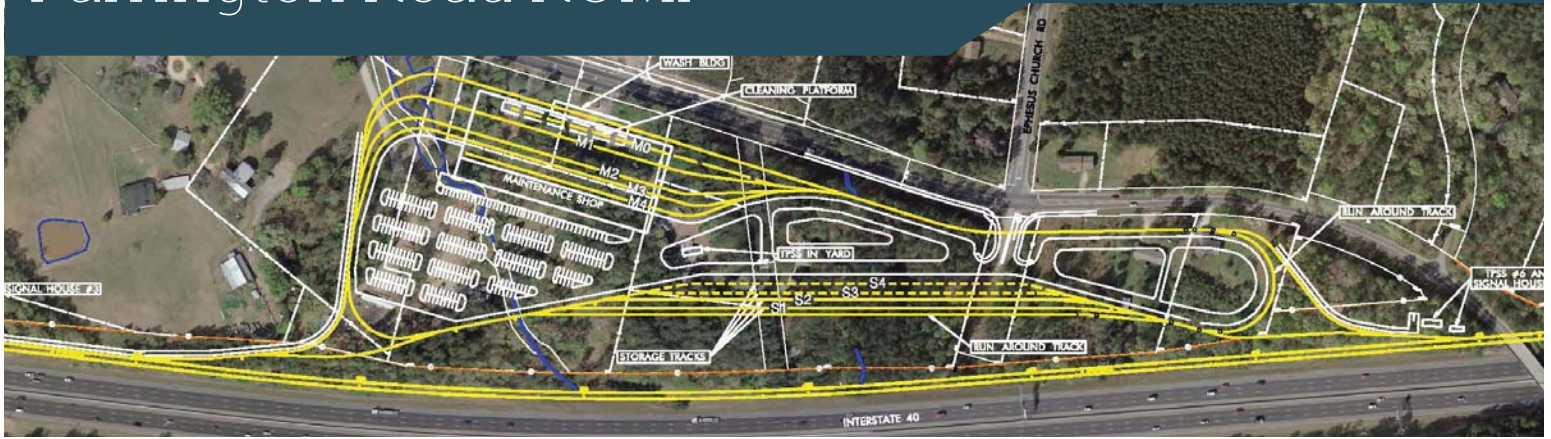 Farrington Road ROMF
WASH BLDG
CLEANING PLATFORM
EPHESUS CHURCH RD
M1
M0
M2
M3
M4
MAINTENANCE SHOP
RUN AROUND TRACK
TPSS IN YARD
SIGNAL HOUSE #3
TPSS #6 AN
SIGNAL HOUS
S4
S3
S2
S1
STORAGE TRACKS
RUN AROUND TRACK
INTERSTATE 40